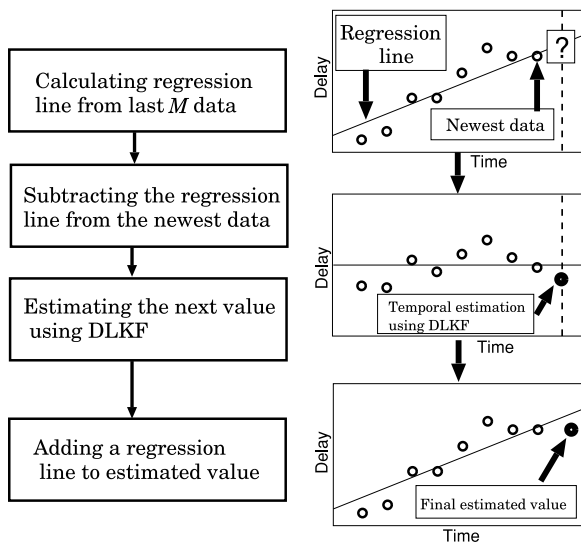 Calculating regression
line from last M data
Subtracting the regression
line from the newest data
Estimating the next value
using DLKF
Adding a regression
line to estimated value
Regression
line
?
Newest data
Delay
Time
Temporal estimation
using DLKF
Delay
Time
Final estimated value
Delay
Time